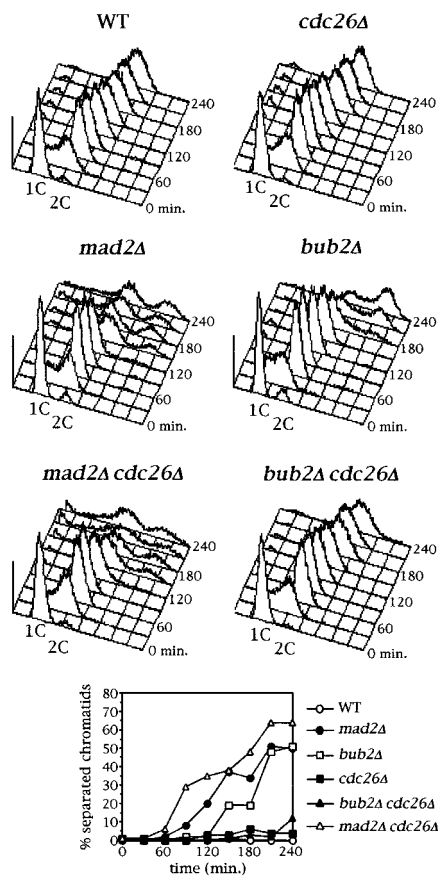 WT
cdc26Δ
240
180
120
60
0 min.
1C
2C
240
180
120
60
0 min.
1C
2C
mad2Δ
bub2Δ
240
180
120
60
0 min.
1C
2C
240
180
120
60
0 min.
1C
2C
mad2Δ cdc26Δ
bub2Δ cdc26Δ
240
180
120
60
0 min.
1C
2C
240
180
120
60
0 min.
1C
2C
% separated chromatids
80
70
60
50
40
30
20
10
0
0 60 120 180 240
time (min.)
WT
mad2Δ
bub2Δ
cdc26Δ
bub2Δ cdc26Δ
mad2Δ cdc26Δ